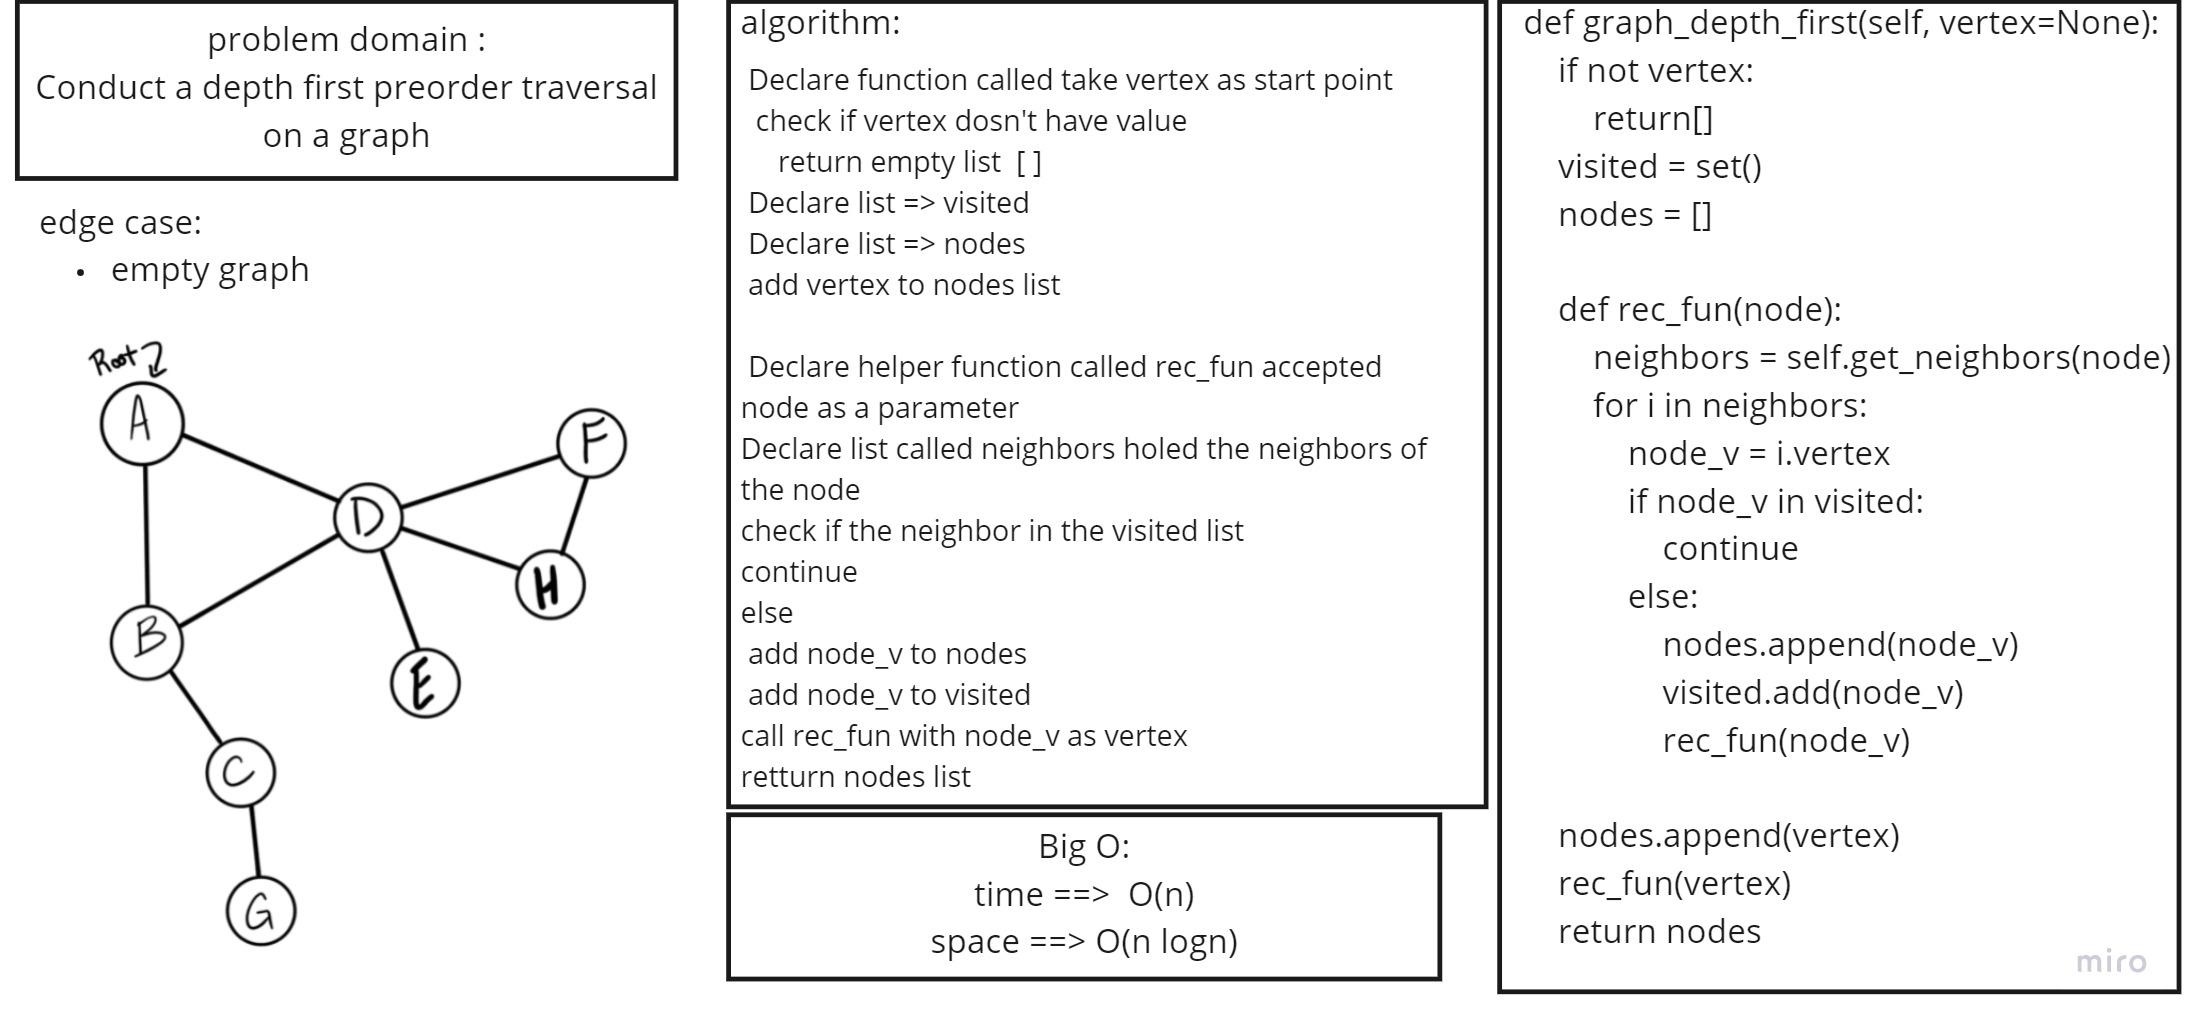 problem domain :
Conduct a depth first preorder traversal
on a graph
edge case:
• empty graph
Root
A
F
D
H
B
E
C
G
algorithm:
Declare function called take vertex as start point
check if vertex dosn't have value
return empty list [ ]
Declare list => visited
Declare list => nodes
add vertex to nodes list
Declare helper function called rec_fun accepted
node as a parameter
Declare list called neighbors holed the neighbors of
the node
check if the neighbor in the visited list
continue
else
add node_v to nodes
add node_v to visited
call rec_fun with node_v as vertex
retturn nodes list
Big O:
time ==> O(n)
space ==> O(n logn)
def graph_depth_first(self, vertex=None):
if not vertex:
return[]
visited = set()
nodes = []
def rec_fun(node):
neighbors = self.get_neighbors(node)
for i in neighbors:
node_v = i.vertex
if node_v in visited:
continue
else:
nodes.append(node_v)
visited.add(node_v)
rec_fun(node_v)
nodes.append(vertex)
rec_fun(vertex)
return nodes
miro